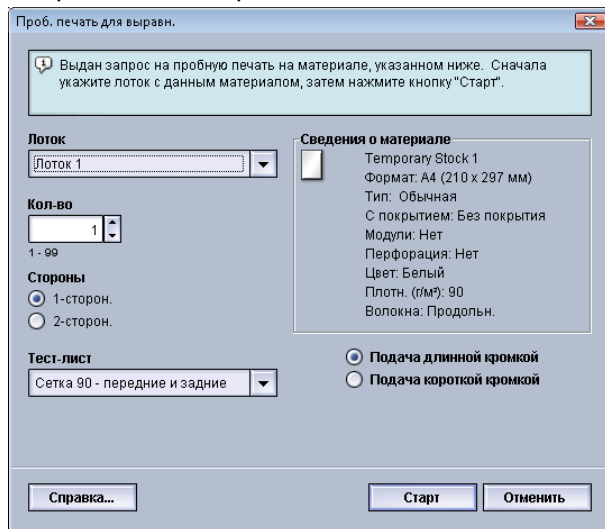 Проб. печать для выравн.
Выдан запрос на пробную печать на материале, указанном ниже. Сначала
укажите лоток с данным материалом, затем нажмите кнопку "Старт".
Лоток
Лоток 1
Кол-во
1
1 - 99
Стороны
1-сторон.
2-сторон.
Тест-лист
Сетка 90 - передние и задние
Сведения о материале
Temporary Stock 1
Формат: A4 (210 x 297 мм)
Тип: Обычная
С покрытием: Без покрытия
Модули: Нет
Перфорация: Нет
Цвет: Белый
Плотн. (г/м²): 90
Волокна: Продольн.
Подача длинной кромкой
Подача короткой кромкой
Справка...
Старт
Отменить